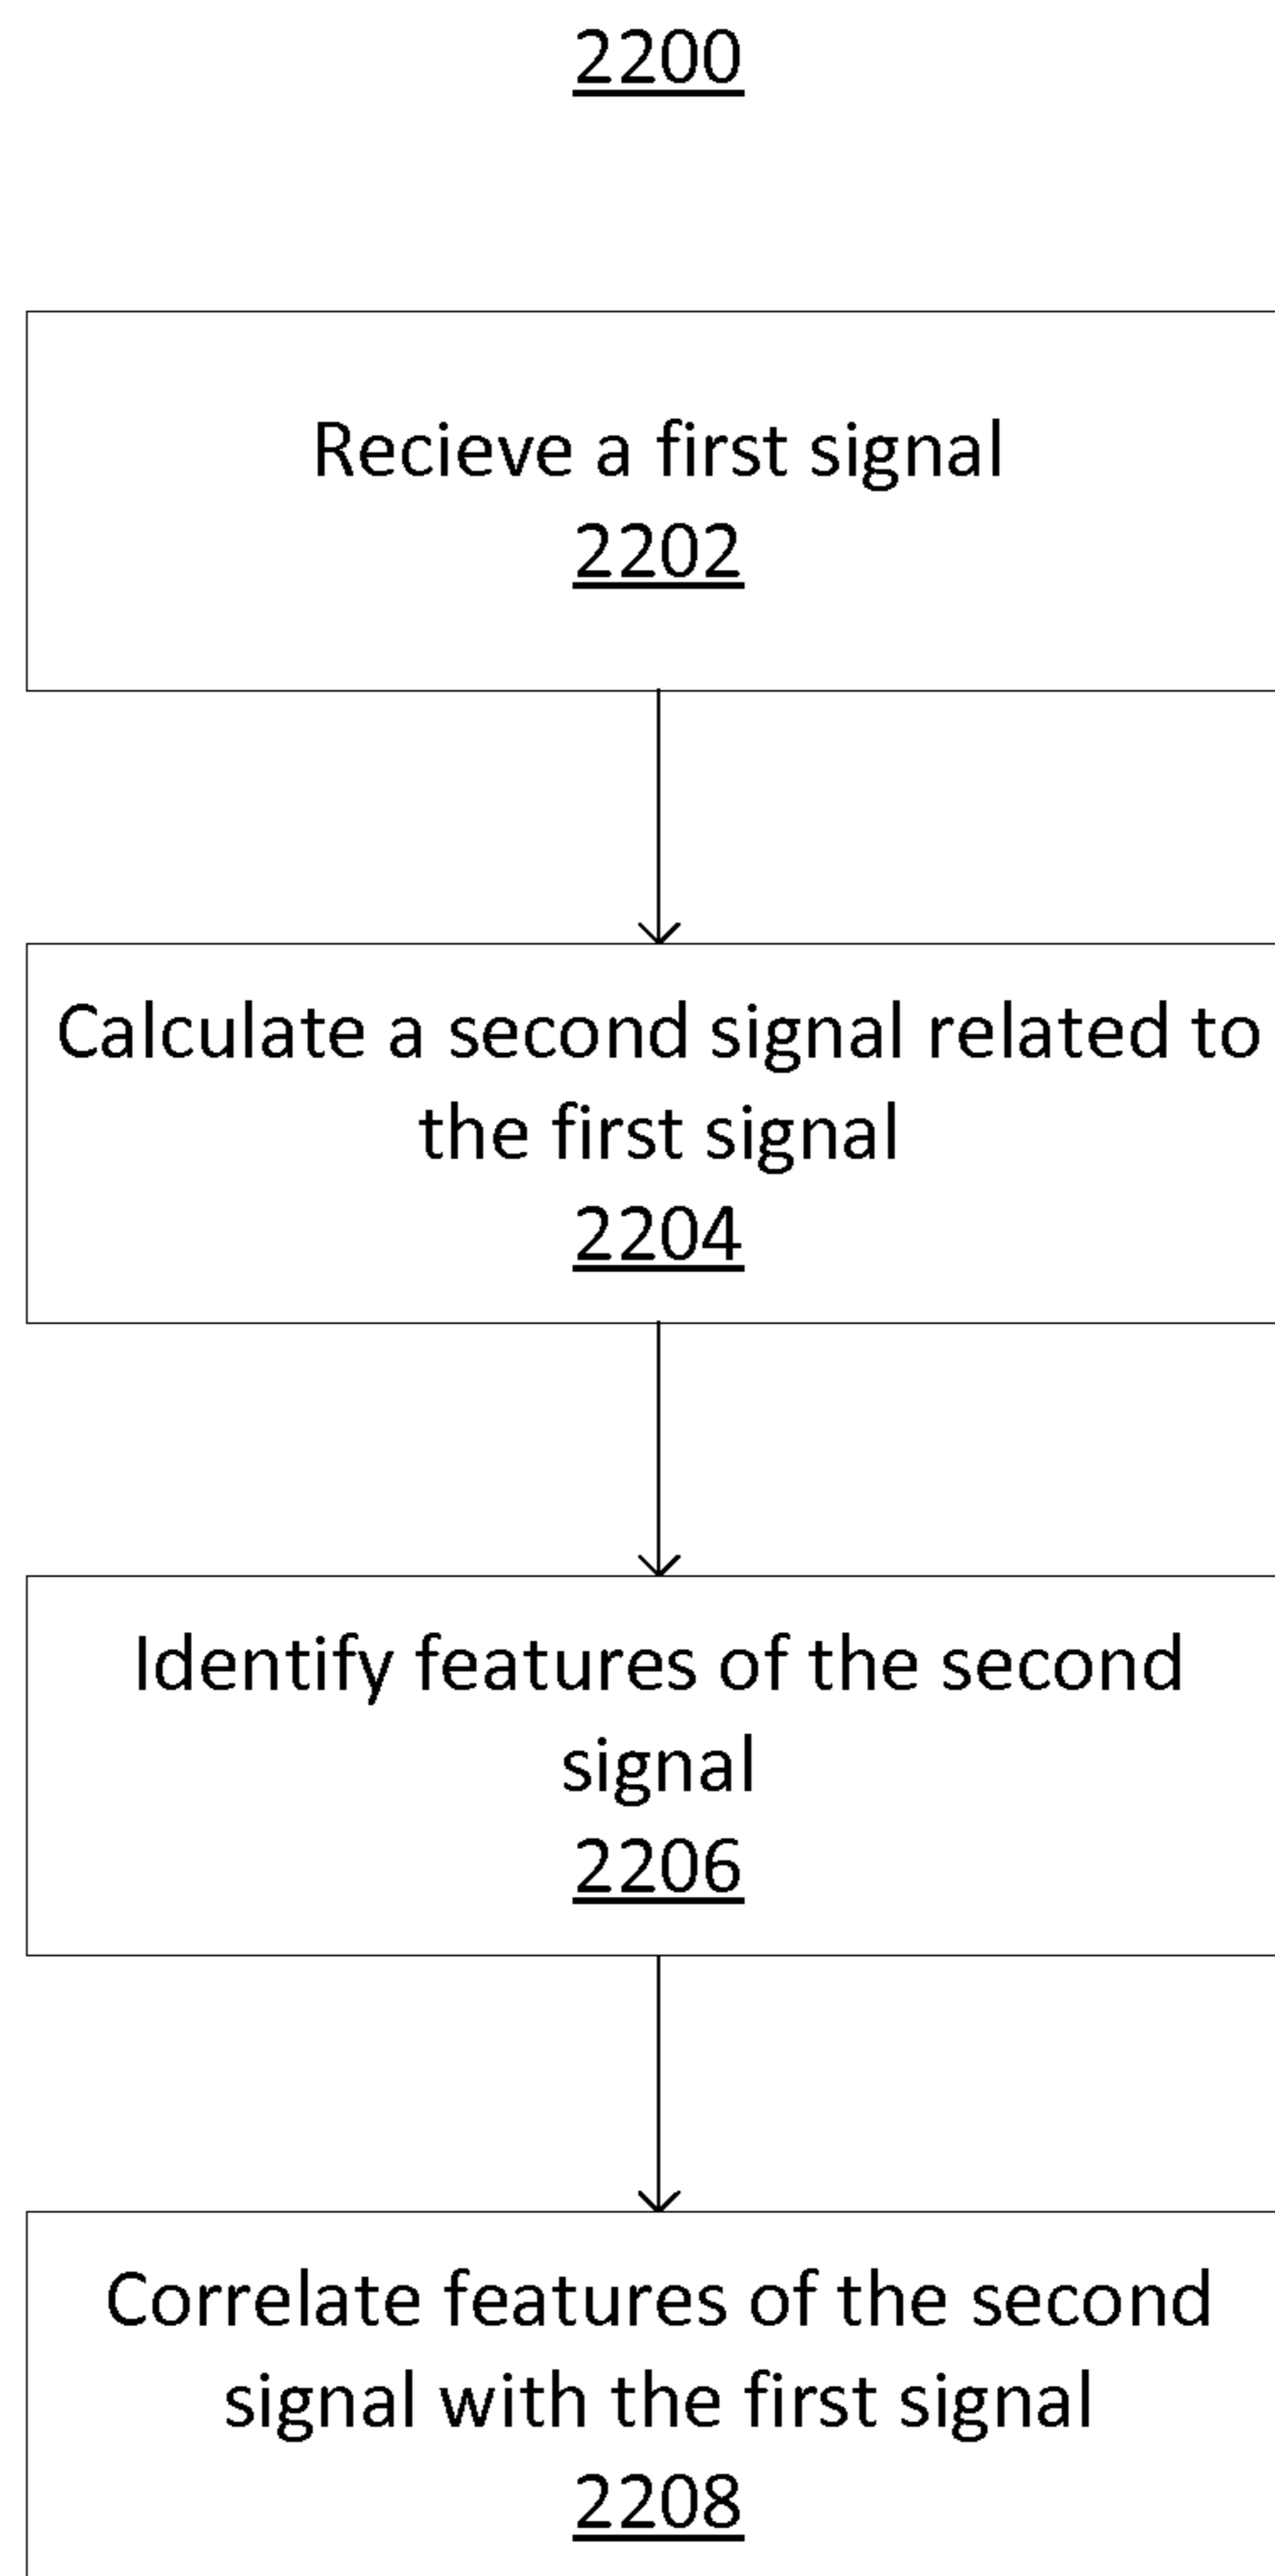 2200
Recieve a first signal
2202
Calculate a second signal related to
the first signal
2204
Identify features of the second
signal
2206
Correlate features of the second
signal with the first signal
2208